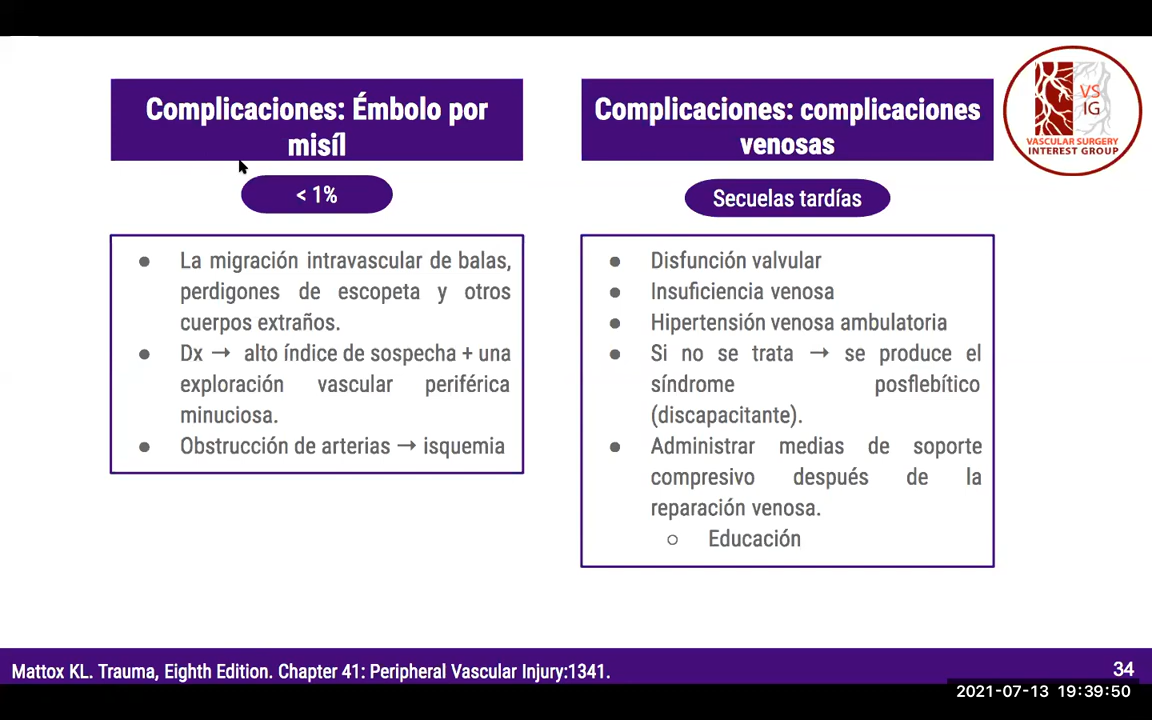 Complicaciones: Émbolo por
misíl
< 1%
● La migración intravascular de balas,
perdigones de escopeta y otros
cuerpos extraños.
● Dx → alto índice de sospecha + una
exploración vascular periférica
minuciosa.
● Obstrucción de arterias → isquemia
Complicaciones: complicaciones
venosas
Secuelas tardías
● Disfunción valvular
● Insuficiencia venosa
● Hipertensión venosa ambulatoria
● Si no se trata → se produce el
síndrome posflebítico
(discapacitante).
● Administrar medias de soporte
compresivo después de la
reparación venosa.
○ Educación
VS
IG
VASCULAR SURGERY
INTEREST GROUP
Mattox KL. Trauma, Eighth Edition. Chapter 41: Peripheral Vascular Injury:1341.
34
2021-07-13 19:39:50